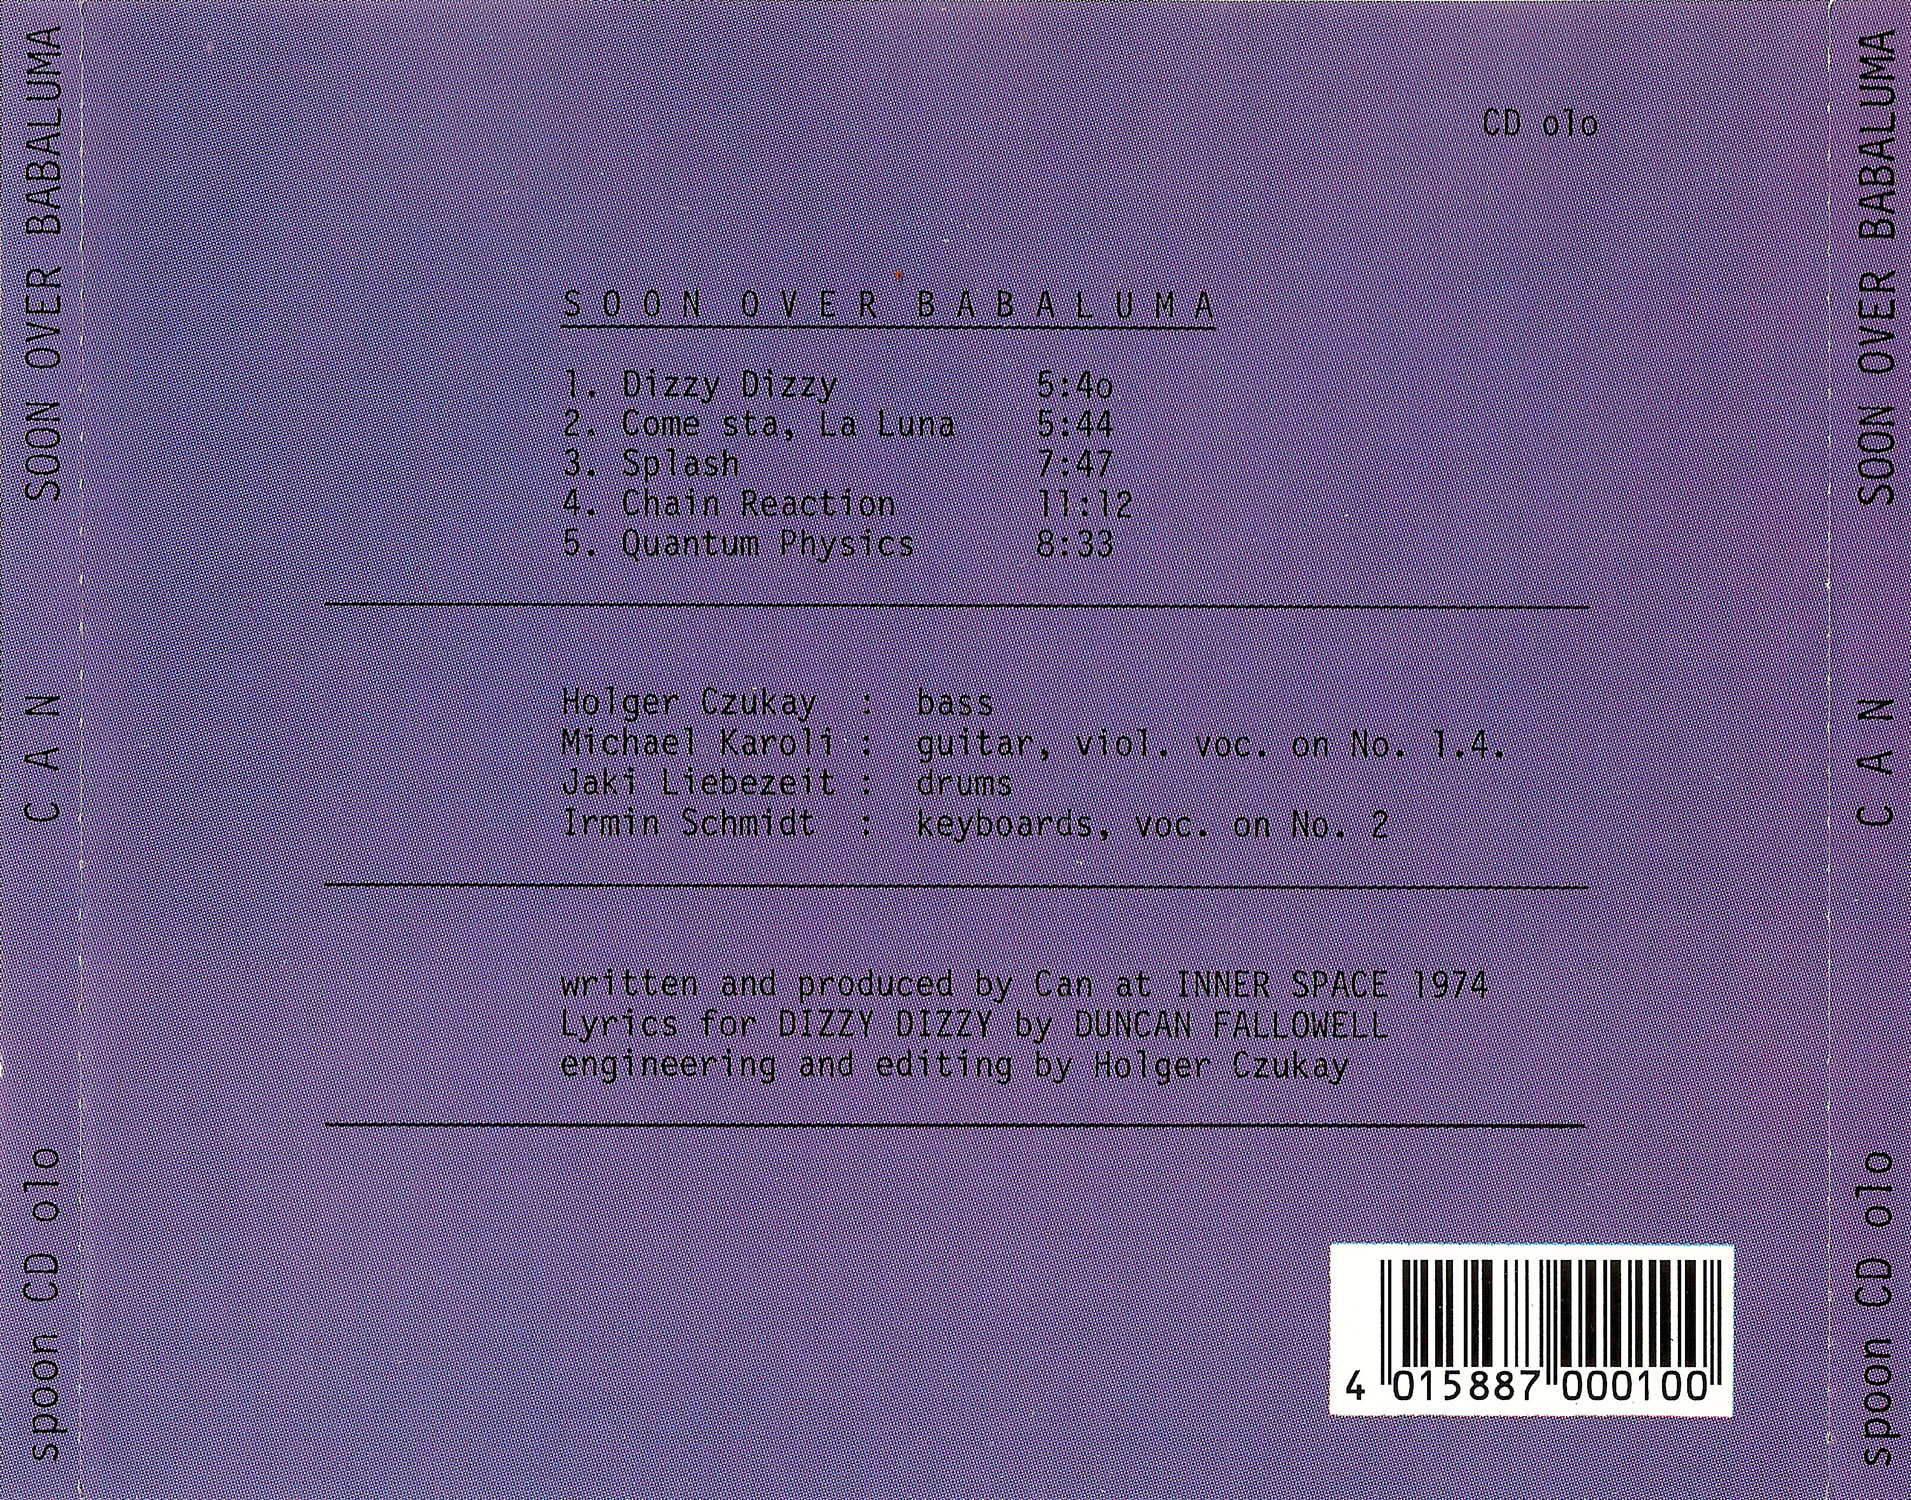 SOON OVER BABALUMA
C A N
spoon CD olo
CD olo
SOON OVER BABALUMA
1. Dizzy Dizzy 5:4o
2. Come sta, La Luna 5:44
3. Splash 7:47
4. Chain Reaction 11:12
5. Quantum Physics 8:33
Holger Czukay : bass
Michael Karoli : guitar, viol. voc. on No. 1.4.
Jaki Liebezeit : drums
Irmin Schmidt : keyboards, voc. on No. 2
written and produced by Can at INNER SPACE 1974
Lyrics for DIZZY DIZZY by DUNCAN FALLOWELL
engineering and editing by Holger Czukay
4 015887 000100
SOON OVER BABALUMA
C A N
spoon CD olo